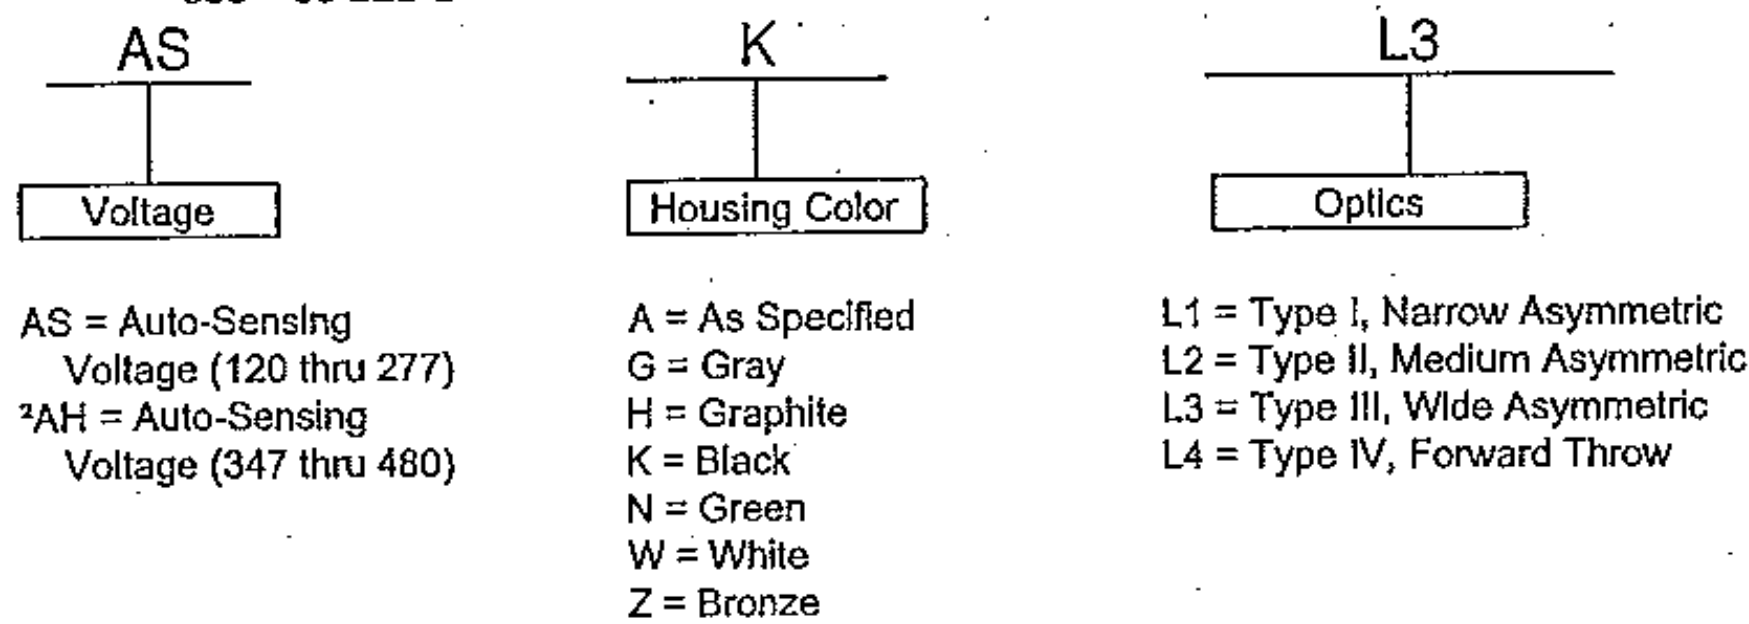 AS
K
L3
Voltage
Housing Color
Optics
AS = Auto-Sensing
Voltage (120 thru 277)
²AH = Auto-Sensing
Voltage (347 thru 480)
A = As Specified
G = Gray
H = Graphite
K = Black
N = Green
W = White
Z = Bronze
L1 = Type I, Narrow Asymmetric
L2 = Type II, Medium Asymmetric
L3 = Type III, Wide Asymmetric
L4 = Type IV, Forward Throw